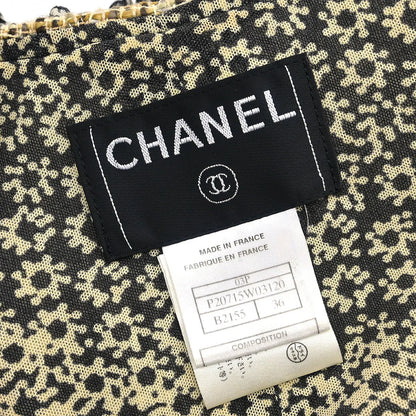 CHANEL
MADE IN FRANCE
FABRIQUE EN FRANCE
03P
P20715W03120
B2155 36
COMPOSITION